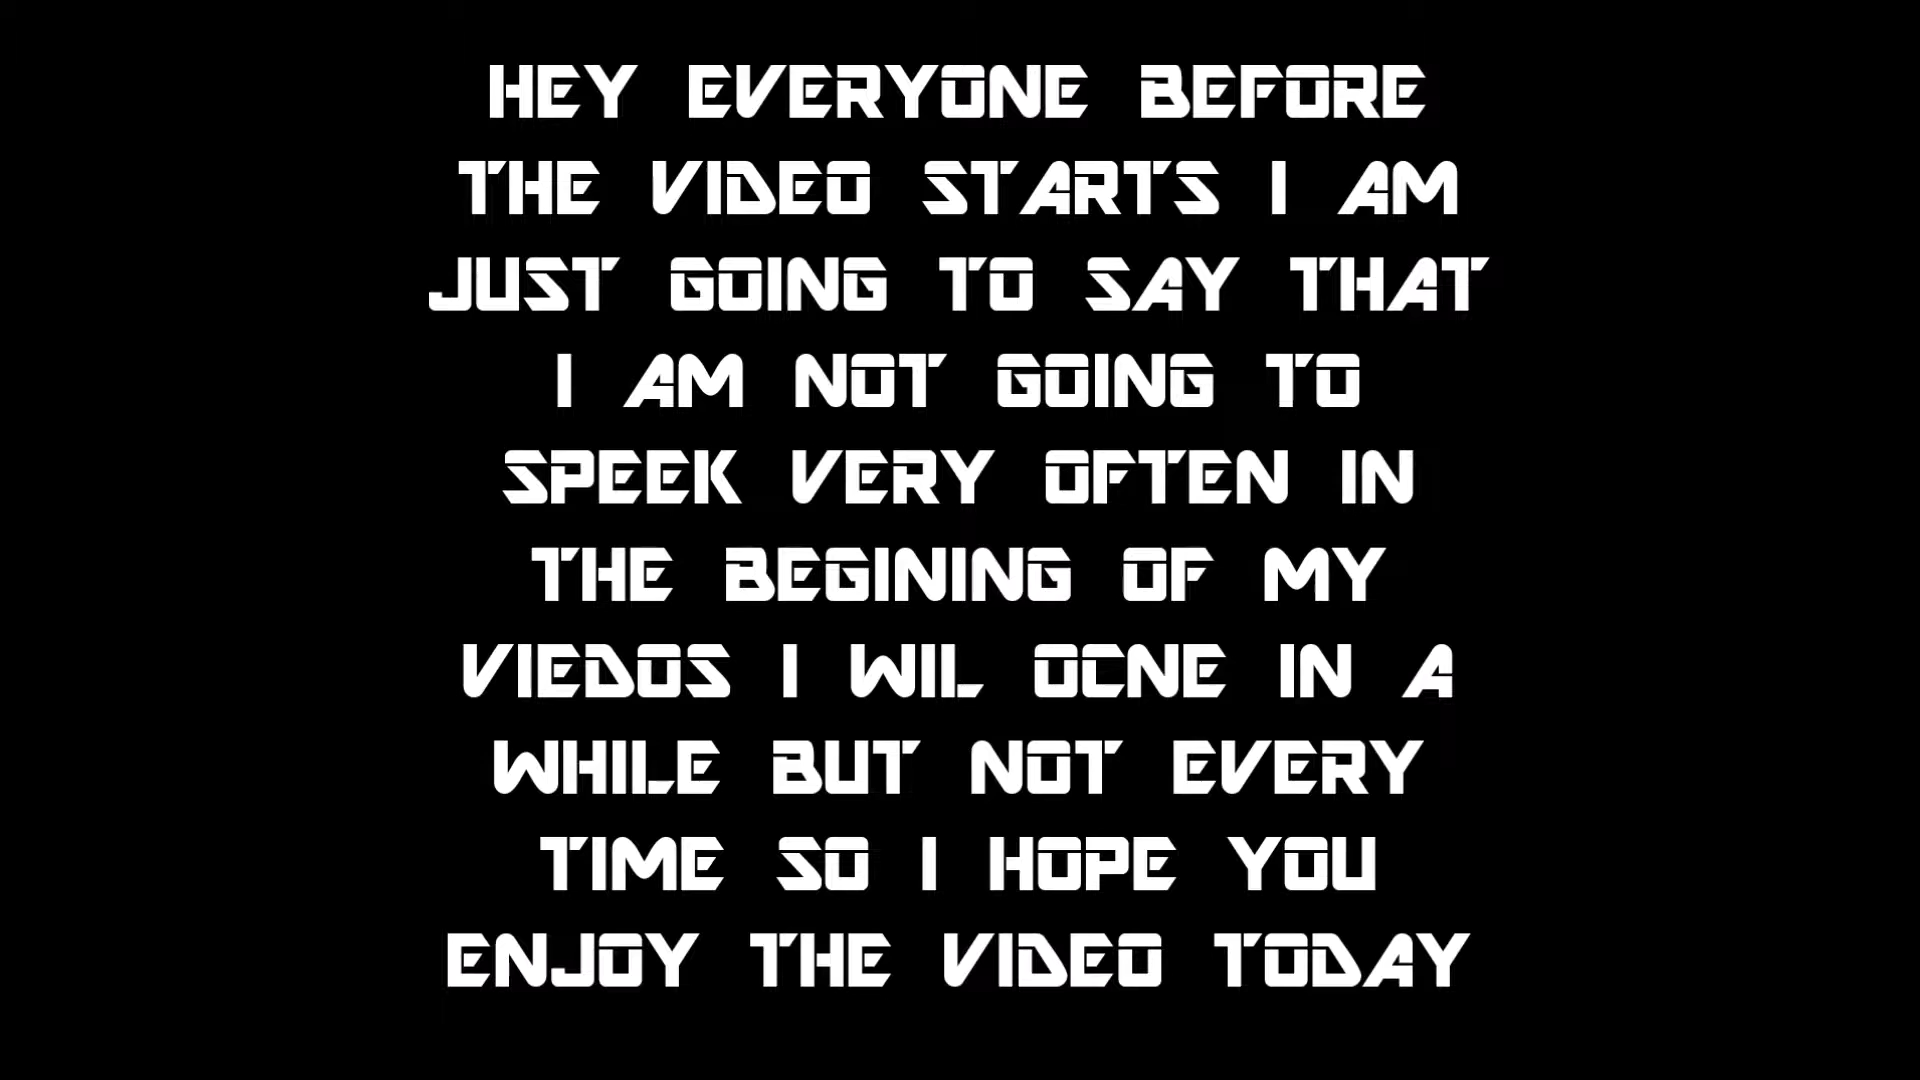 HEY EVERYONE BEFORE
THE VIDEO STARTS I AM
JUST GOING TO SAY THAT
I AM NOT GOING TO
SPEEK VERY OFTEN IN
THE BEGINING OF MY
VIEDOS I WIL OCNE IN A
WHILE BUT NOT EVERY
TIME SO I HOPE YOU
ENJOY THE VIDEO TODAY